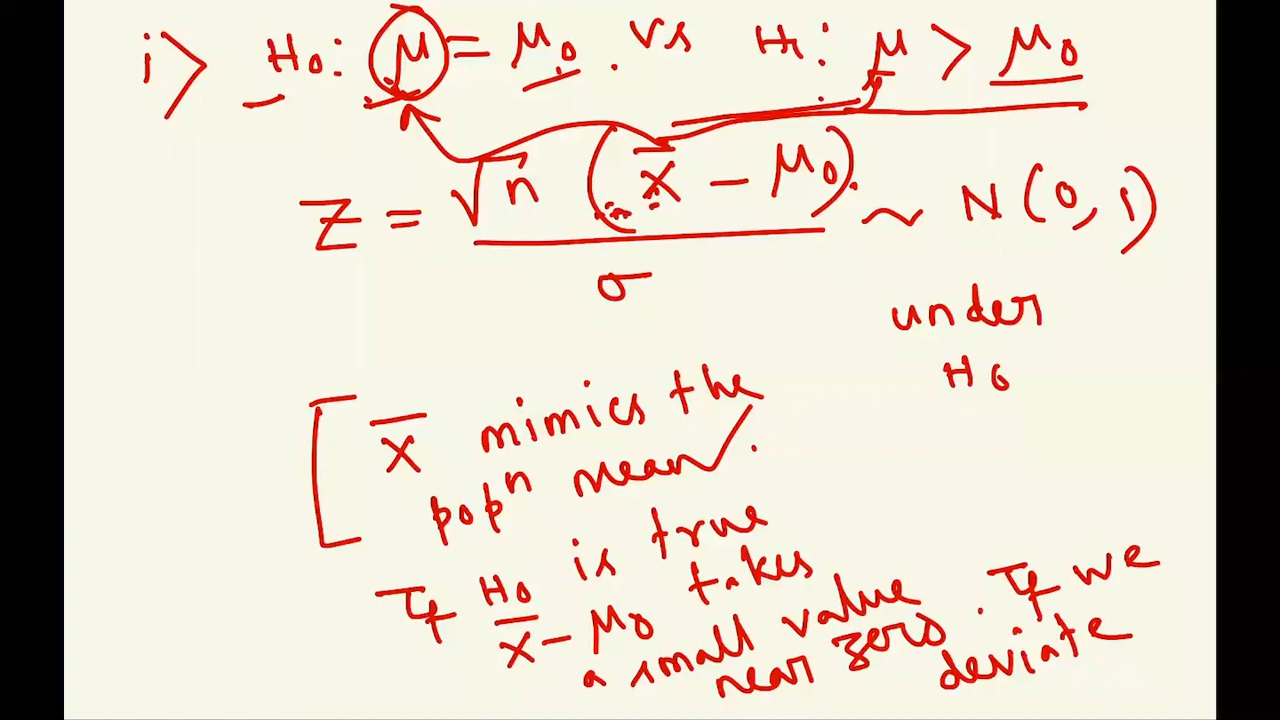 i> H₀: μ = μ₀ vs H₁: μ > μ₀
Z = √n (x̄ - μ₀) / σ ~ N(0, 1)
under
H₀
[ x̄ mimics the
popⁿ mean.
If H₀ is true
x̄ - μ₀ takes
a small value
near zero. If we
deviate